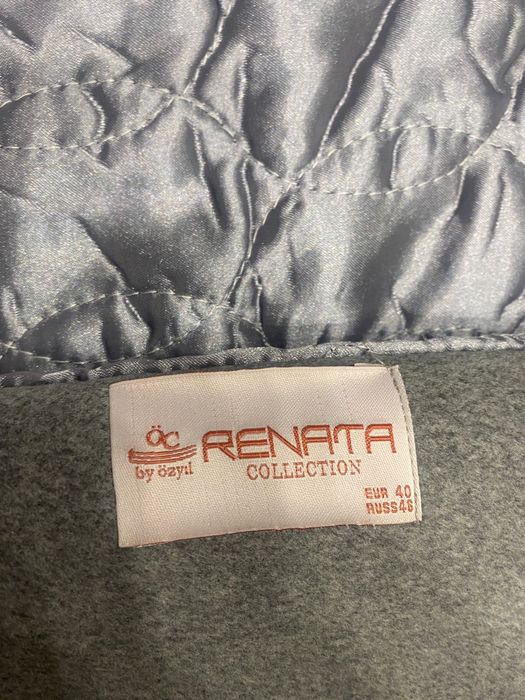 ÖC
by özyıl
RENATA
COLLECTION
EUR 40
RUSS46